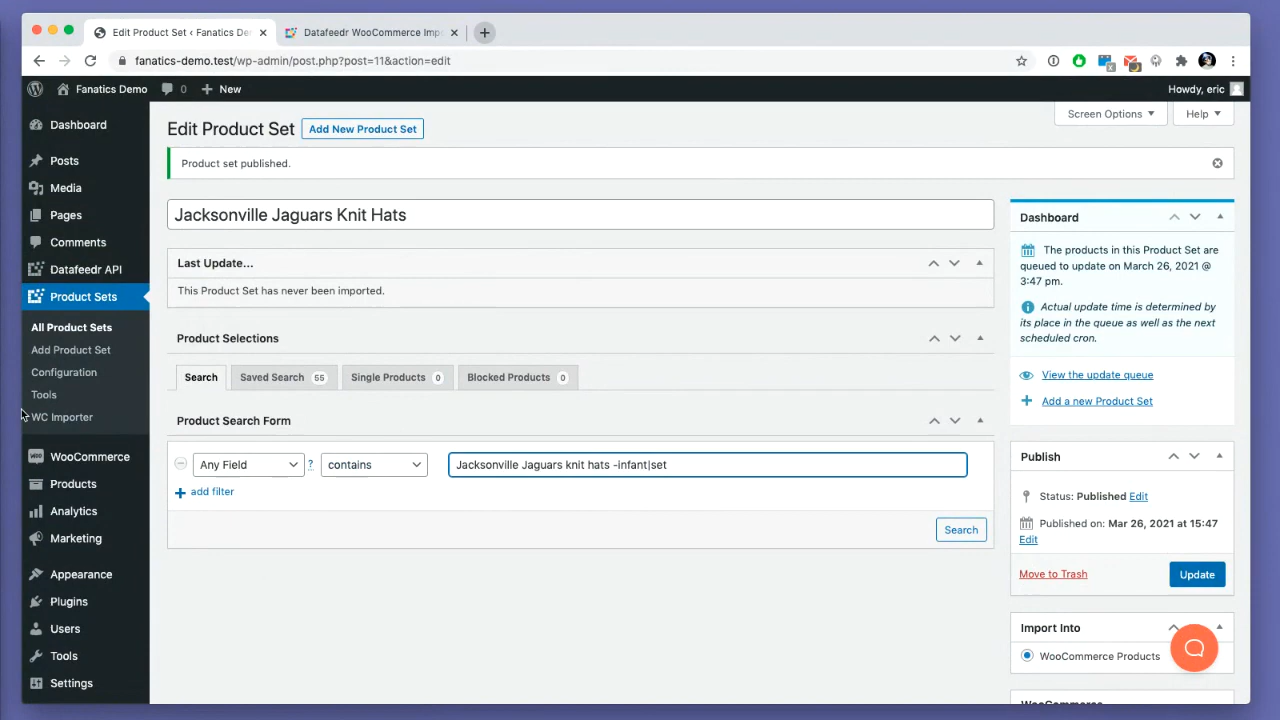 Edit Product Set ‹ Fanatics De
Datafeedr WooCommerce Impo
fanatics-demo.test/wp-admin/post.php?post=11&action=edit
Fanatics Demo
0
New
Howdy, eric
Dashboard
Posts
Media
Pages
Comments
Datafeedr API
Product Sets
All Product Sets
Add Product Set
Configuration
Tools
WC Importer
WooCommerce
Products
Analytics
Marketing
Appearance
Plugins
Users
Tools
Settings
Edit Product Set
Add New Product Set
Screen Options
Help
Product set published.
Jacksonville Jaguars Knit Hats
Last Update...
This Product Set has never been imported.
Product Selections
Search
Saved Search 55
Single Products 0
Blocked Products 0
Product Search Form
Any Field
?
contains
Jacksonville Jaguars knit hats -infant|set
add filter
Search
Dashboard
The products in this Product Set are
queued to update on March 26, 2021 @
3:47 pm.
Actual update time is determined by
its place in the queue as well as the next
scheduled cron.
View the update queue
Add a new Product Set
Publish
Status: Published Edit
Published on: Mar 26, 2021 at 15:47
Edit
Move to Trash
Update
Import Into
WooCommerce Products
WooCommerce